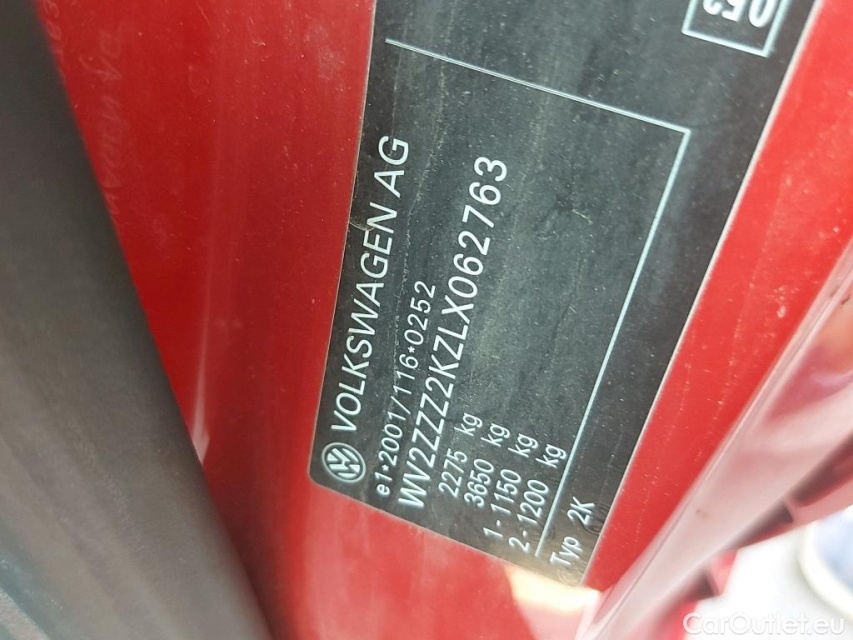 VOLKSWAGEN AG
e1*2001/116*0252
WV2ZZZ2KZLX062763
2275 kg
3650 kg
1-1150 kg
2-1200 kg
Typ 2K
CarOutlet.eu